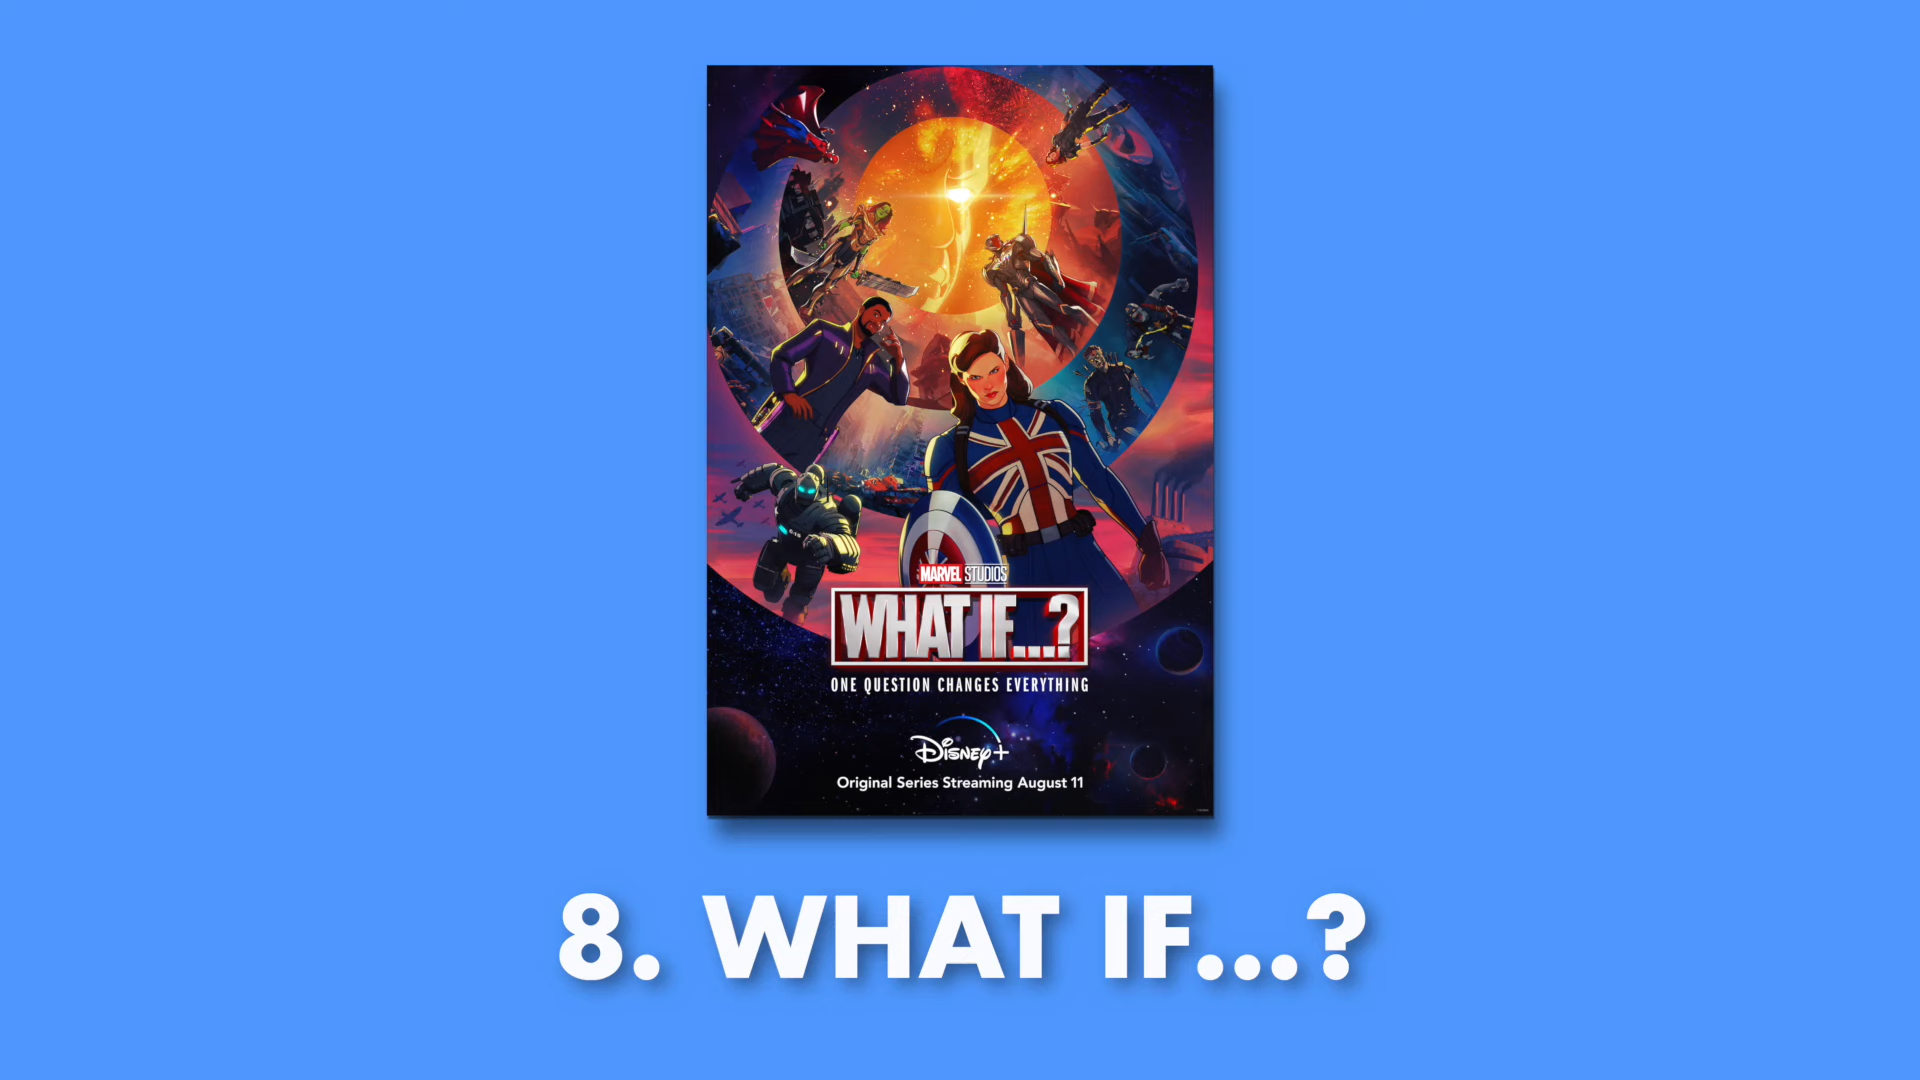 MARVEL STUDIOS
WHAT IF...?
ONE QUESTION CHANGES EVERYTHING
Disney+
Original Series Streaming August 11
8. WHAT IF...?